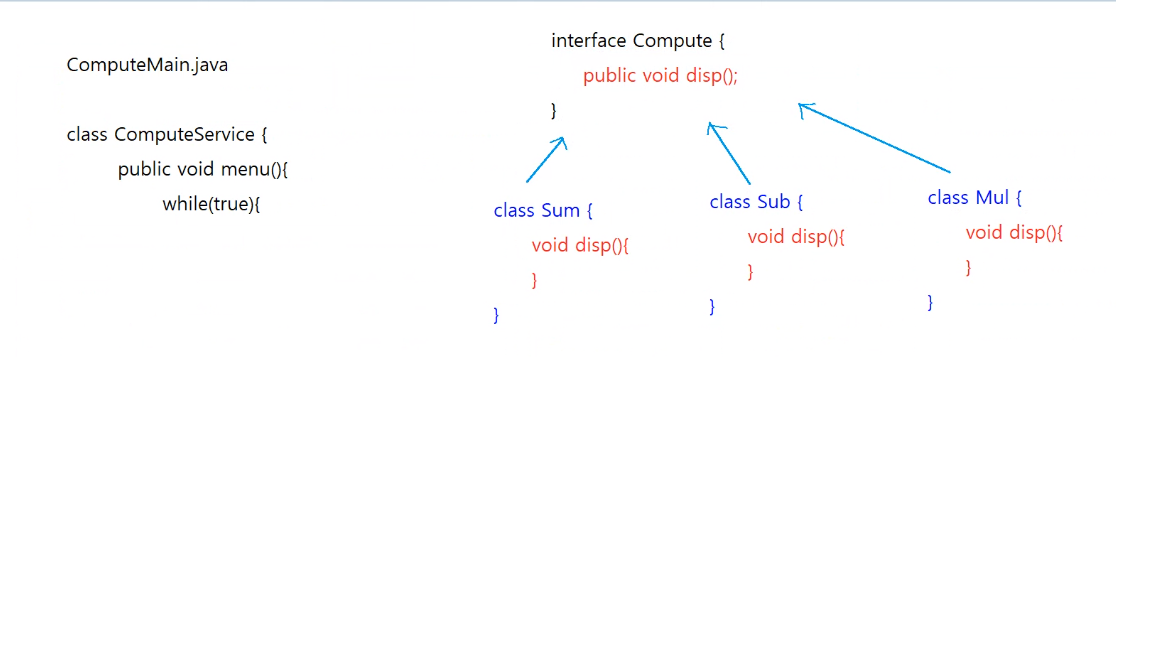 ComputeMain.java
class ComputeService {
public void menu(){
while(true){
interface Compute {
public void disp();
}
class Sum {
void disp(){
}
}
class Sub {
void disp(){
}
}
class Mul {
void disp(){
}
}